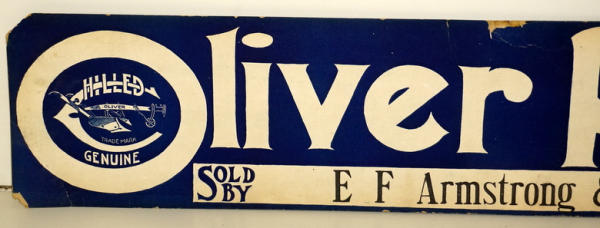 Oliver
CHILLED
OLIVER
TRADE MARK
GENUINE
SOLD BY E F Armstrong &